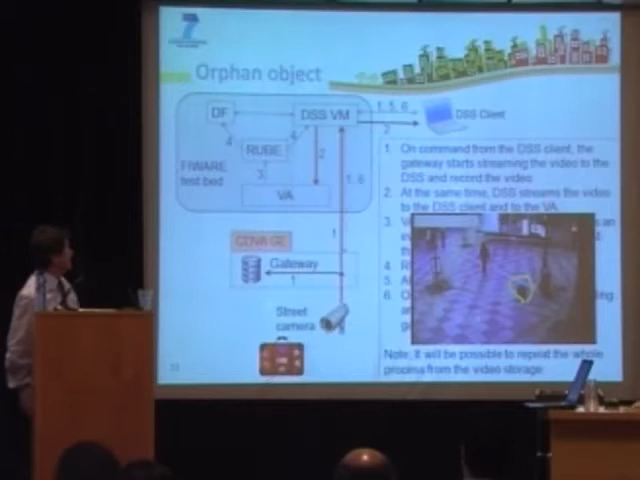 7
Orphan object
DF
DSS VM
1, 5, 6
2
DSS Client
4
4
RULE
2
FIWARE
test bed
3
1, 6
VA
1
CDVA GE
Gateway
1
Street
camera
1. On command from the DSS client, the
gateway starts streaming the video to the
DSS and record the video
2. At the same time, DSS streams the video
to the DSS client and to the VA
3.
4.
5.
6.
Note, it will be possible to repeat the whole
process from the video storage